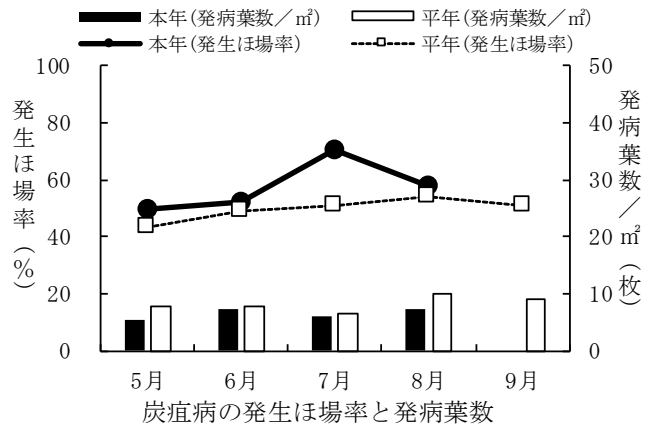 本年(発病葉数／㎡) 平年(発病葉数／㎡)
本年(発生ほ場率) 平年(発生ほ場率)
発生ほ場率(％)
100
80
60
40
20
0
発病葉数／㎡(枚)
50
40
30
20
10
0
5月 6月 7月 8月 9月
炭疽病の発生ほ場率と発病葉数